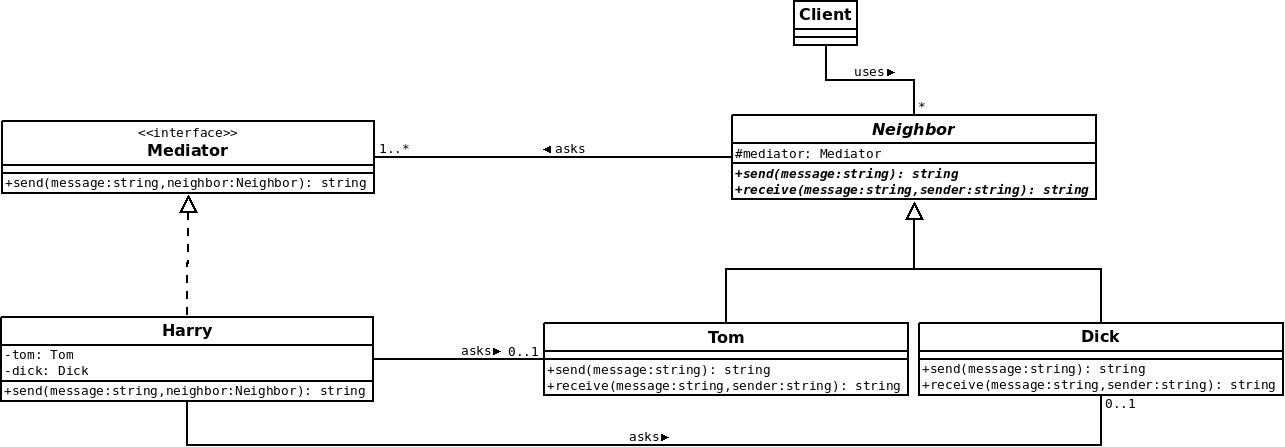 Client
uses►
*
<<interface>>
Mediator
+send(message:string,neighbor:Neighbor): string
1..*
◄asks
Neighbor
#mediator: Mediator
+send(message:string): string
+receive(message:string,sender:string): string
Harry
-tom: Tom
-dick: Dick
+send(message:string,neighbor:Neighbor): string
asks►
0..1
Tom
+send(message:string): string
+receive(message:string,sender:string): string
Dick
+send(message:string): string
+receive(message:string,sender:string): string
0..1
asks►